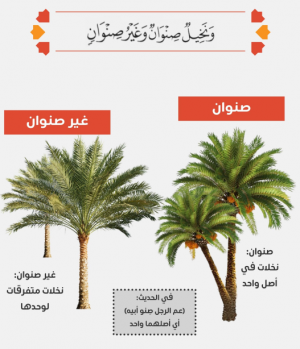 وَنَخِيلٌ صِنْوَانٌ وَغَيْرُ صِنْوَانٍ
صنوان
غير صنوان
صنوان:
نخلات في
أصل واحد
غير صنوان:
نخلات متفرقات
لوحدها
في الحديث:
(عم الرجل صِنو أبيه)
أي أصلهما واحد